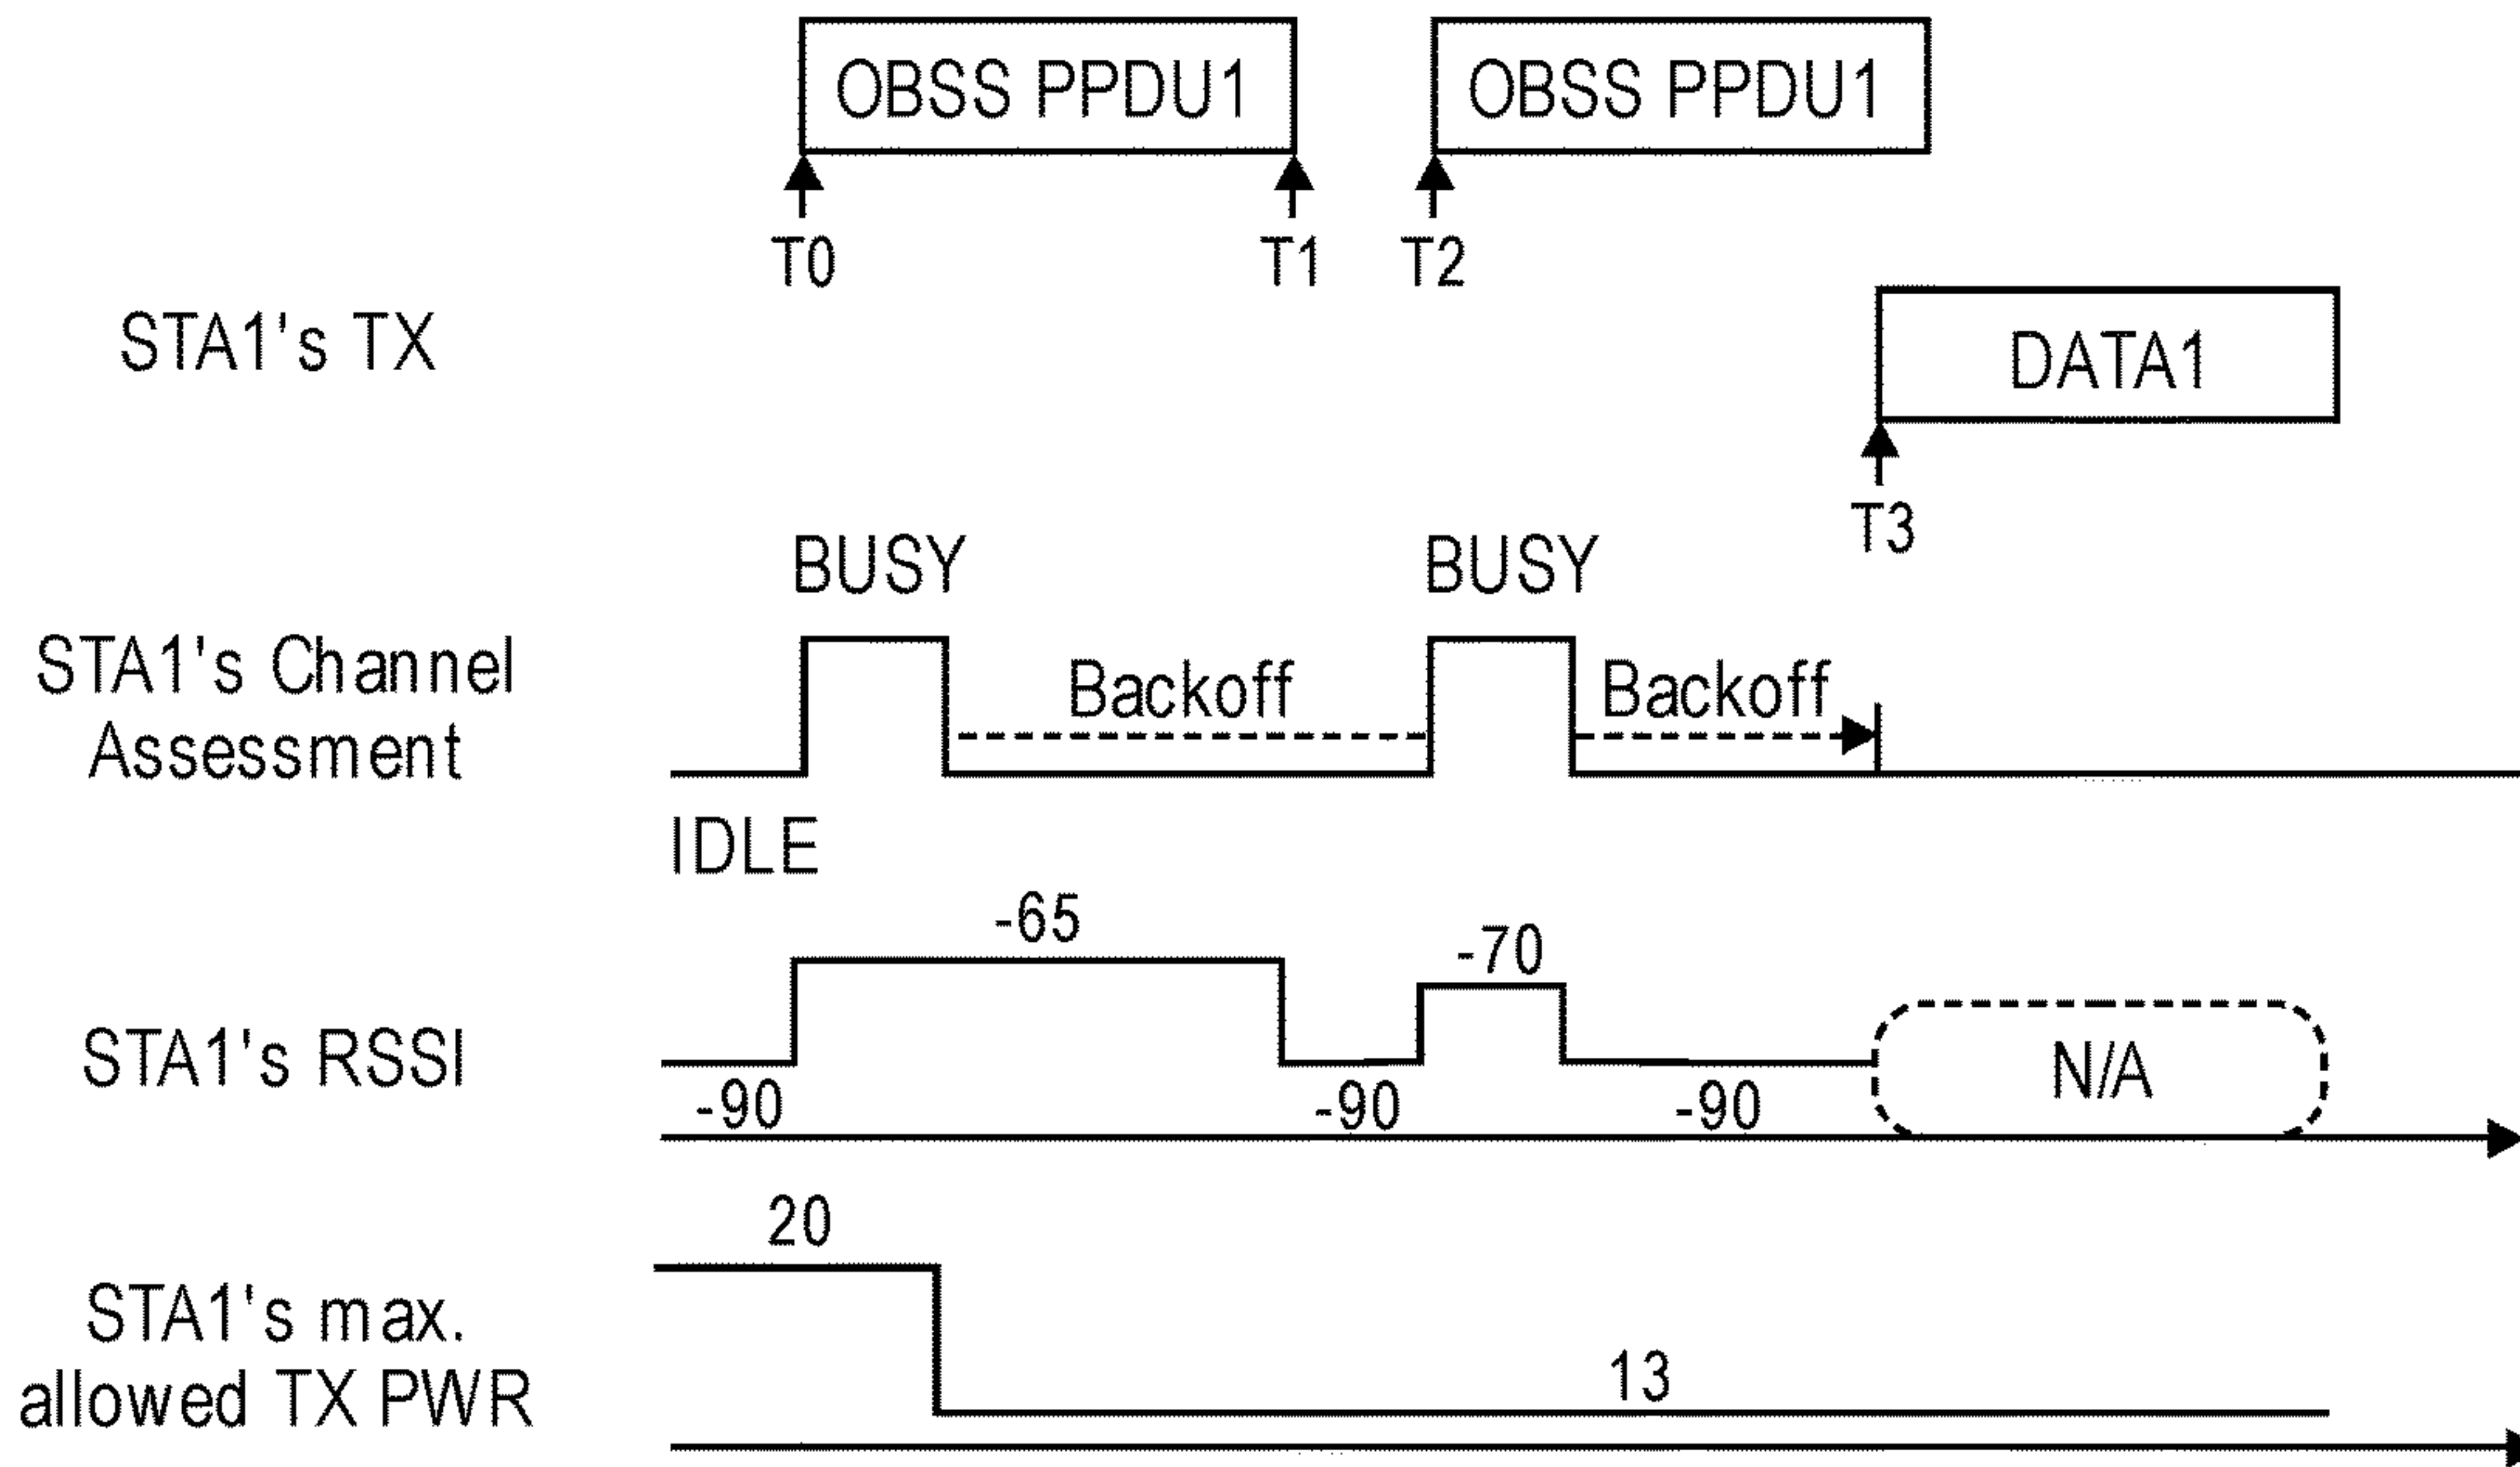 OBSS PPDU1
OBSS PPDU1
T0
T1
T2
STA1's TX
DATA1
T3
BUSY
BUSY
STA1's Channel
Assessment
Backoff
Backoff
IDLE
-65
-70
STA1's RSSI
-90
-90
-90
N/A
20
STA1's max.
allowed TX PWR
13